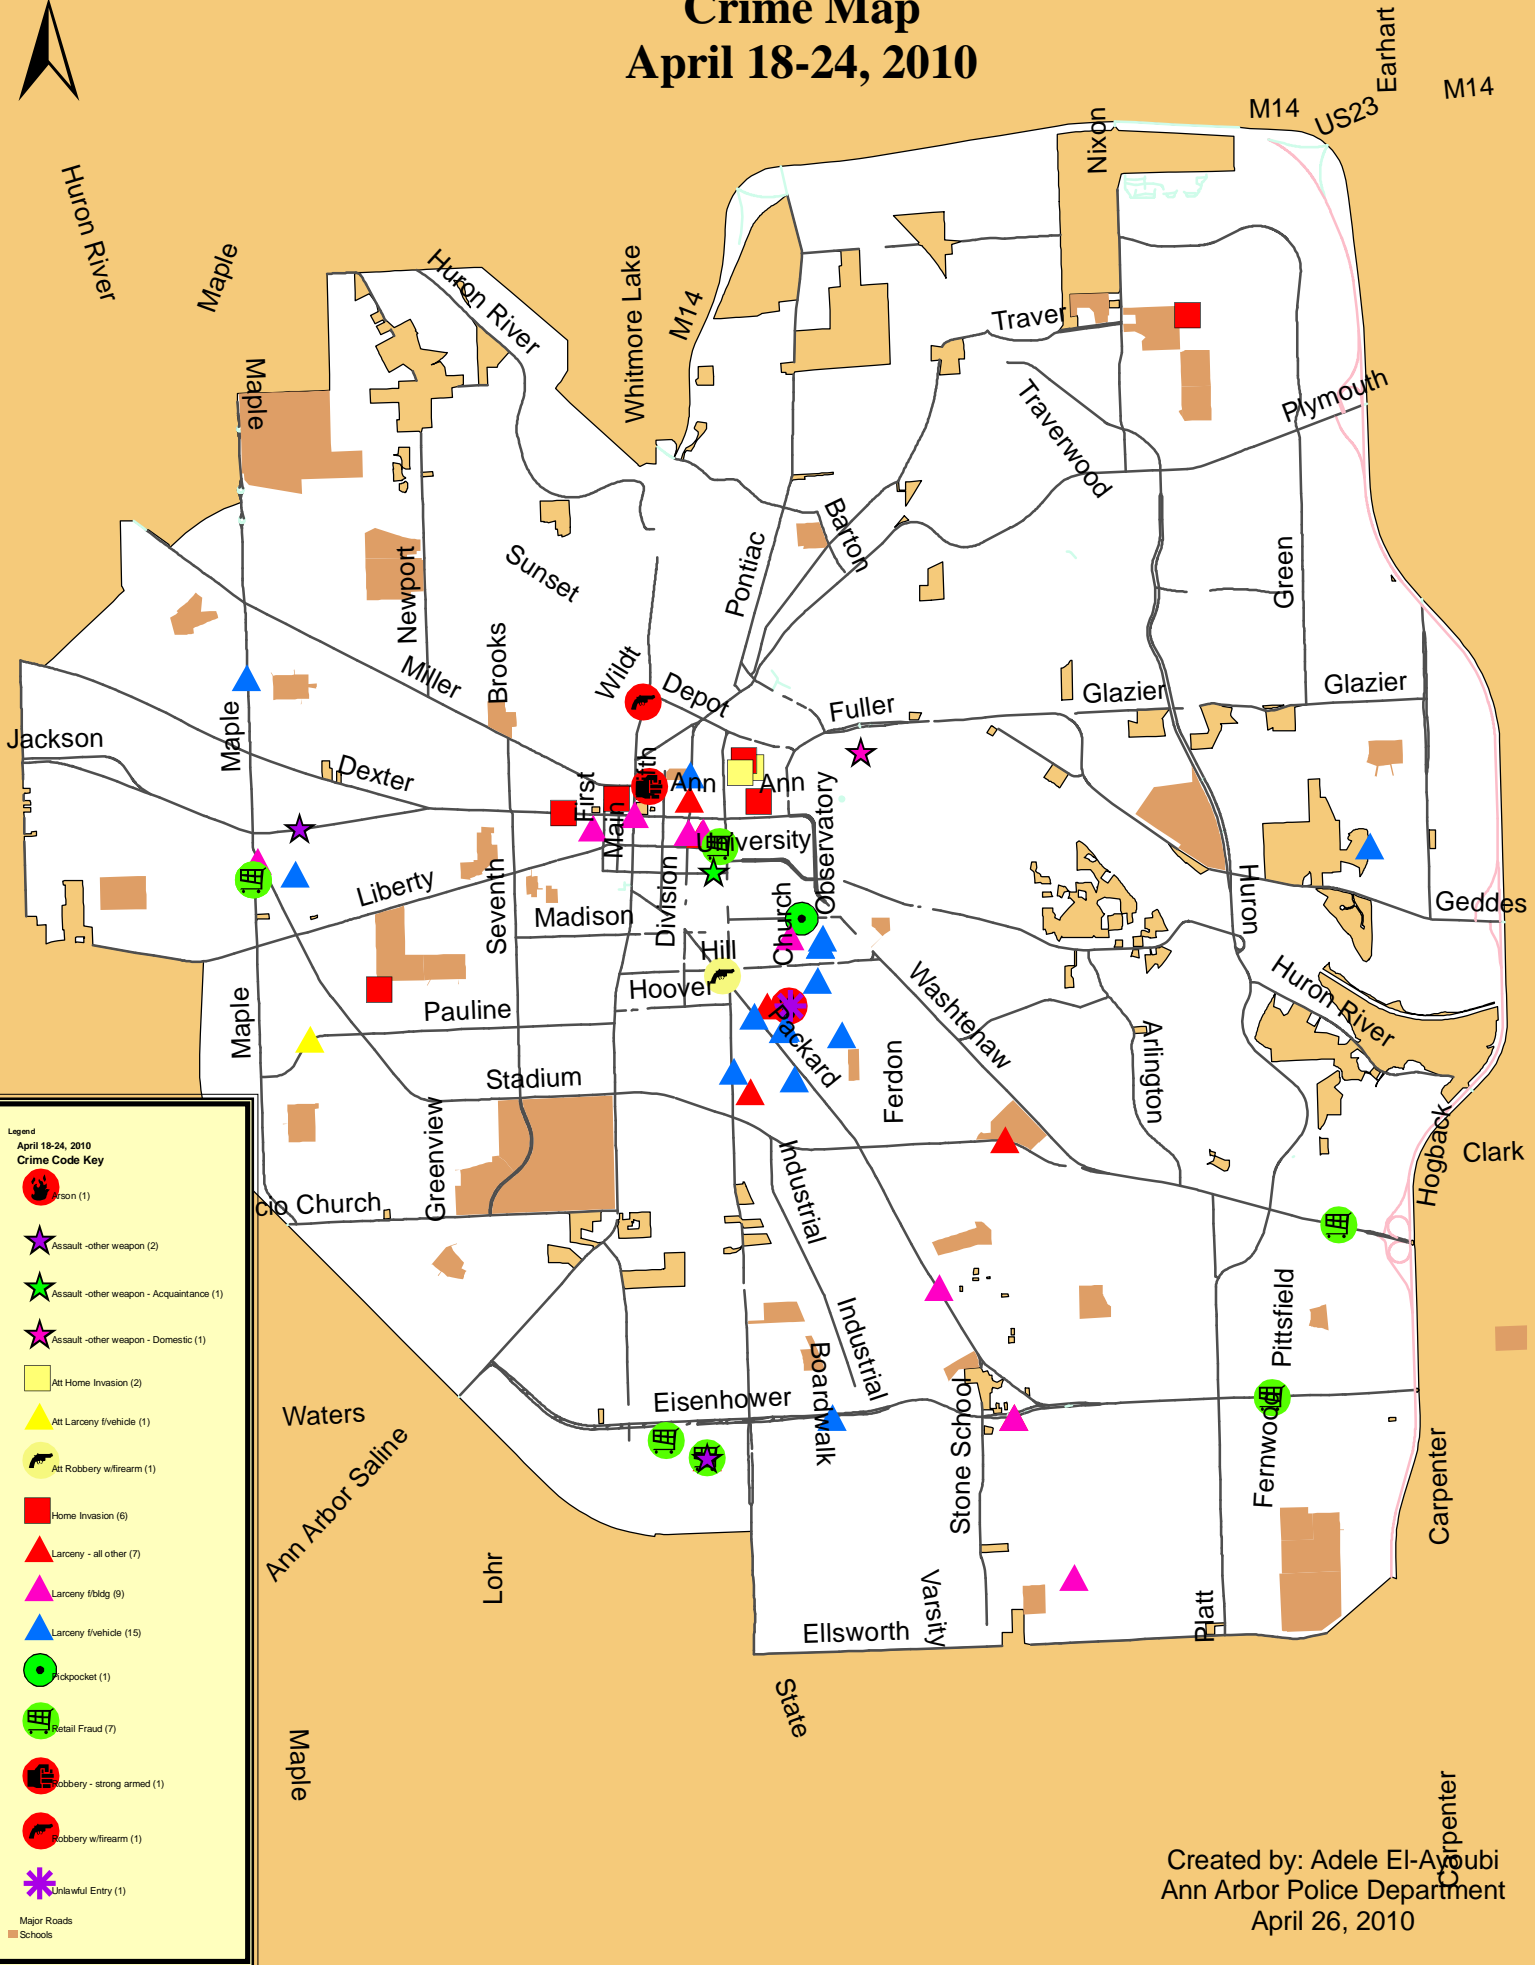 Crime Map
April 18-24, 2010
Earhart
M14
M14
US23
Nixon
Huron River
Maple
Huron River
Whitmore Lake
M14
Traver
Maple
Plymouth
Traverwood
Barton
Pontiac
Sunset
Newport
Green
Brooks
Wildt
Miller
Depot
Glazier
Glazier
Fuller
Maple
Jackson
Dexter
First
Main
Fifth
Ann
Ann
Observatory
University
Liberty
Seventh
Division
Church
Huron
Geddes
Madison
Hill
Hoover
Pauline
Washtenaw
Huron River
Maple
Packard
Ferdon
Arlington
Stadium
Greenview
Industrial
Hogback
Clark
cio Church
Industrial
Pittsfield
Boardwalk
Eisenhower
Stone School
Fernwood
Waters
Ann Arbor Saline
Carpenter
Lohr
Varsity
Platt
Ellsworth
State
Maple
Carpenter
Legend
April 18-24, 2010
Crime Code Key
Arson (1)
Assault -other weapon (2)
Assault -other weapon - Acquaintance (1)
Assault -other weapon - Domestic (1)
Att Home Invasion (2)
Att Larceny f/vehicle (1)
Att Robbery w/firearm (1)
Home Invasion (6)
Larceny - all other (7)
Larceny f/bldg (9)
Larceny f/vehicle (15)
Pickpocket (1)
Retail Fraud (7)
Robbery - strong armed (1)
Robbery w/firearm (1)
Unlawful Entry (1)
Major Roads
Schools
Created by: Adele El-Ayoubi
Ann Arbor Police Department
April 26, 2010